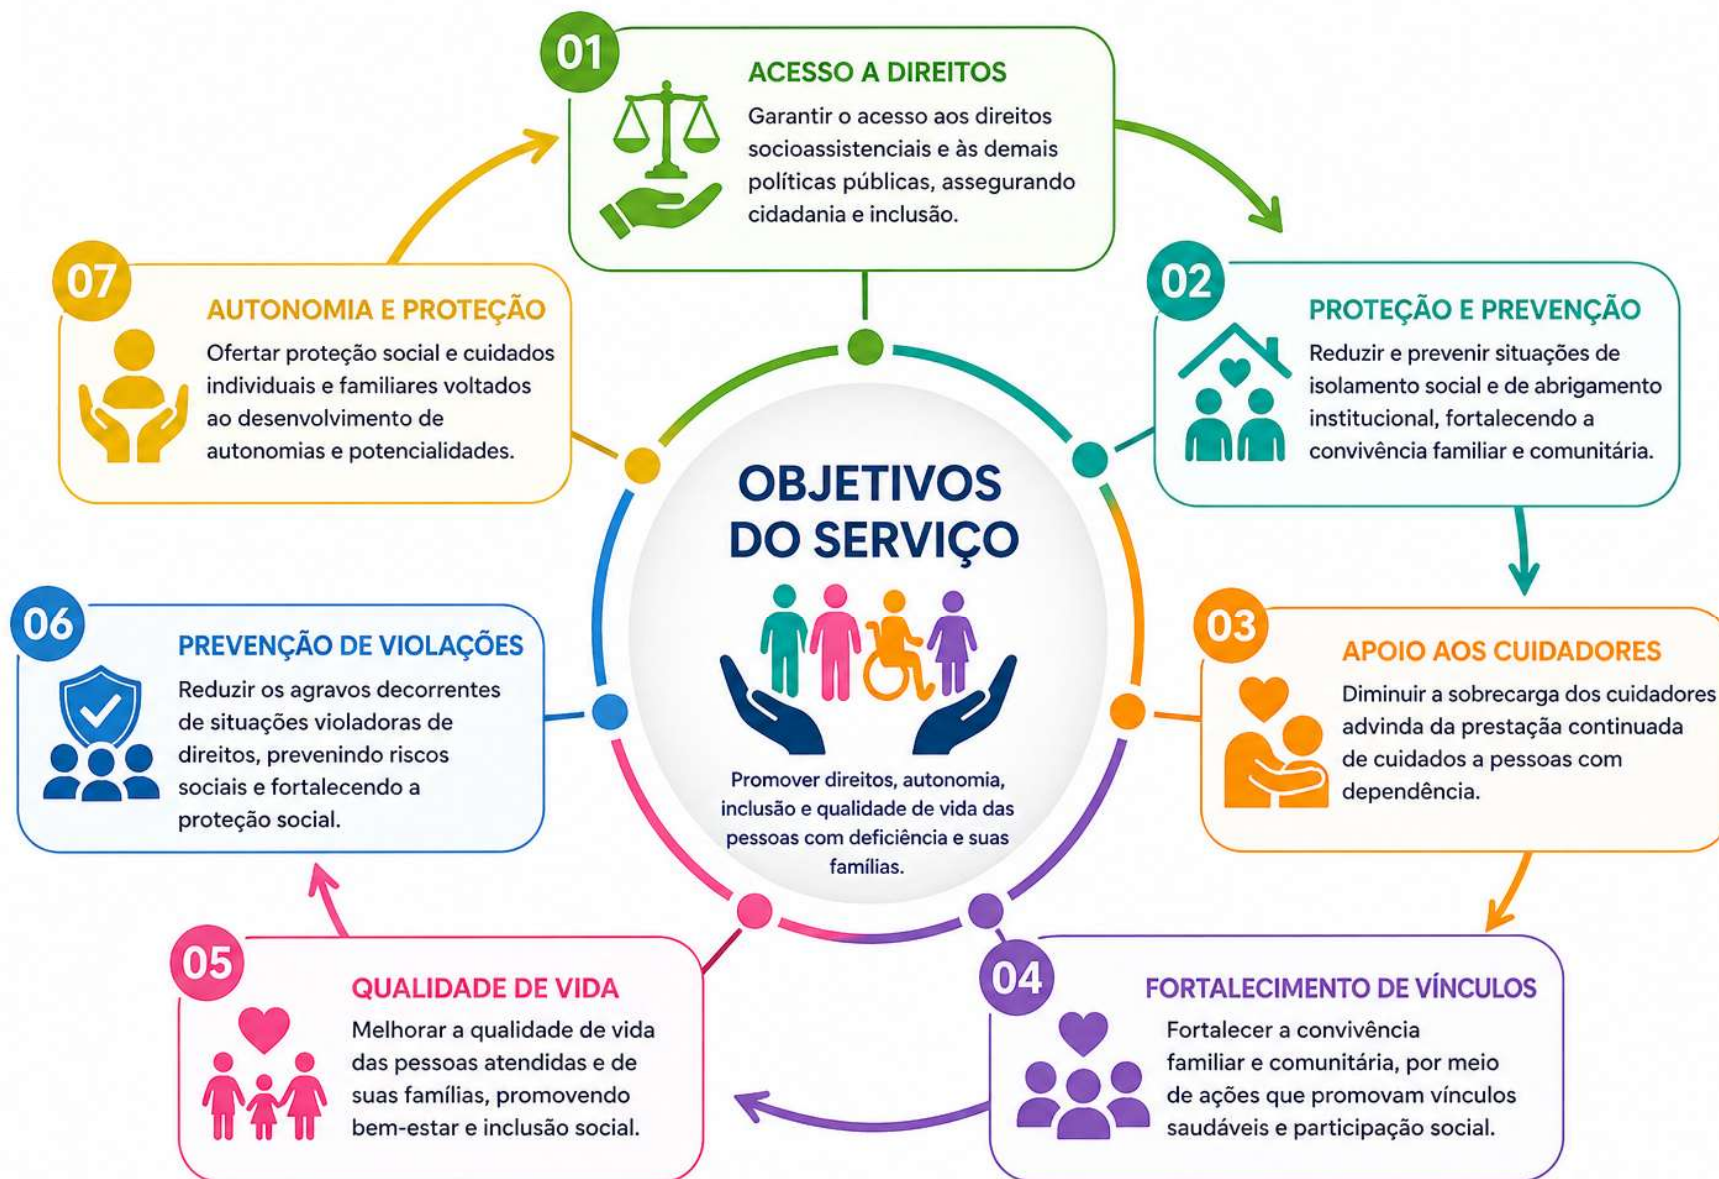 01
ACESSO A DIREITOS
Garantir o acesso aos direitos
socioassistenciais e às demais
políticas públicas, assegurando
cidadania e inclusão.
02
PROTEÇÃO E PREVENÇÃO
Reduzir e prevenir situações de
isolamento social e de abrigamento
institucional, fortalecendo a
convivência familiar e comunitária.
03
APOIO AOS CUIDADORES
Diminuir a sobrecarga dos cuidadores
advinda da prestaçãa continuada
de cuidados a pessoas com
dependência.
04
FORTALECIMENTO DE VÍNCULOS
Fortalecer a convivência
familiar e comunitária, por meio
de ações que promovam vínculos
saudáveis e participação social.
05
QUALIDADE DE VIDA
Melhorar a qualidade de vida
das pessoas atendidas e de
suas famílias, promovendo
bem-estar e inclusão social.
06
PREVENÇÃO DE VIOLAÇÕES
Reduzir os agravos decorrentes
de situações violadoras de
direitos, prevenindo riscos
sociais e fortalecendo a
proteção social.
07
AUTONOMIA E PROTEÇÃO
Ofertar proteção social e cuidados
individuais e familiares voltados
ao desenvolvimento de
autonomias e potencialidades.
OBJETIVOS
DO SERVIÇO
Promover direitos, autonomia,
inclusão e qualidade de vida das
pessoas com deficiência e suas
famílias.